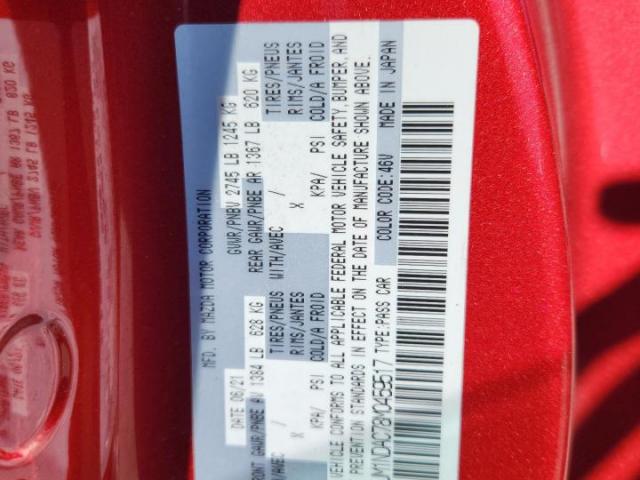 MFD. BY MAZDA MOTOR CORPORATION
DATE 06/21 GVWR/PNBV 2745 LB 1245 KG
FRONT GAWR/PNBE AV 1384 LB 628 KG REAR GAWR/PNBE AR 1367 LB 620 KG
/AVEC TIRES/PNEUS WITH/AVEC / TIRES/PNEUS
RIMS/JANTES X RIMS/JANTES
KPA/ PSI COLD/A FROID KPA/ PSI COLD/A FROID
VEHICLE CONFORMS TO ALL APPLICABLE FEDERAL MOTOR VEHICLE SAFETY, BUMPER, AND
PREVENTION STANDARDS IN EFFECT ON THE DATE OF MANUFACTURE SHOWN ABOVE.
JM1NDAC78M0459517 TYPE:PASS CAR COLOR CODE:46V MADE IN JAPAN